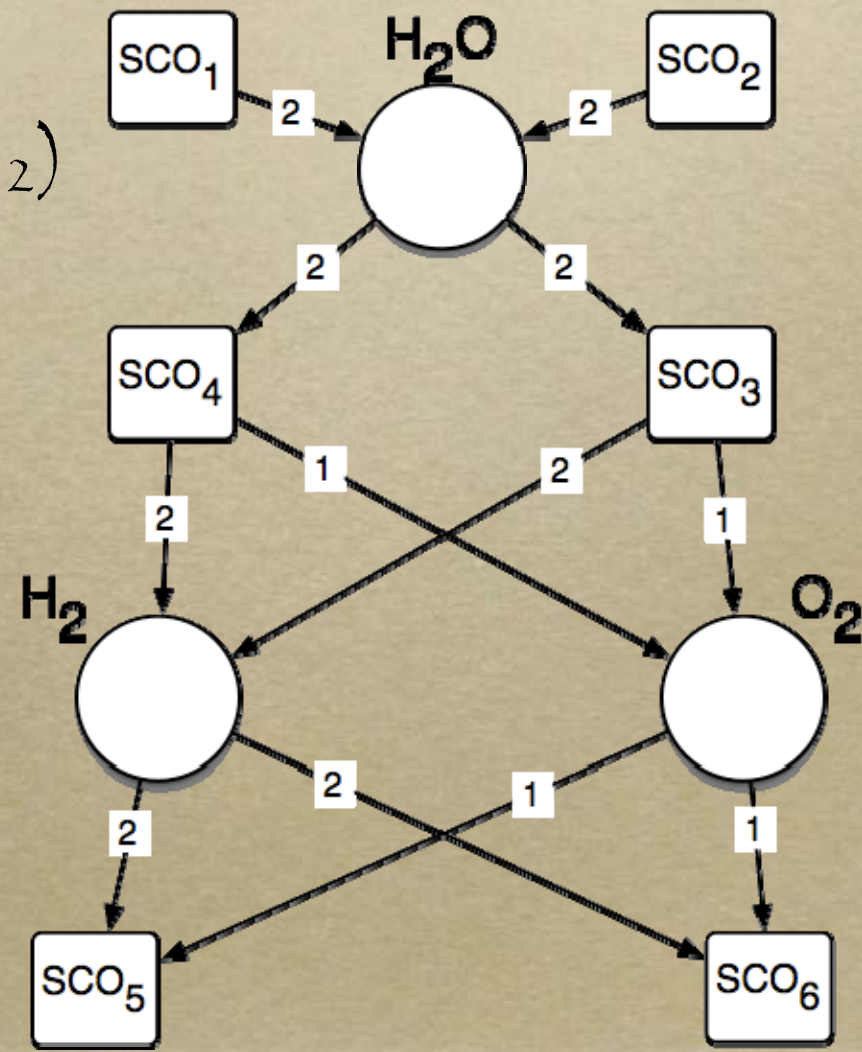 SCO₁ H₂O SCO₂
2 2
2)
2 2
SCO₄ SCO₃
1 2
2 1
H₂ O₂
2 1
2 1
SCO₅ SCO₆